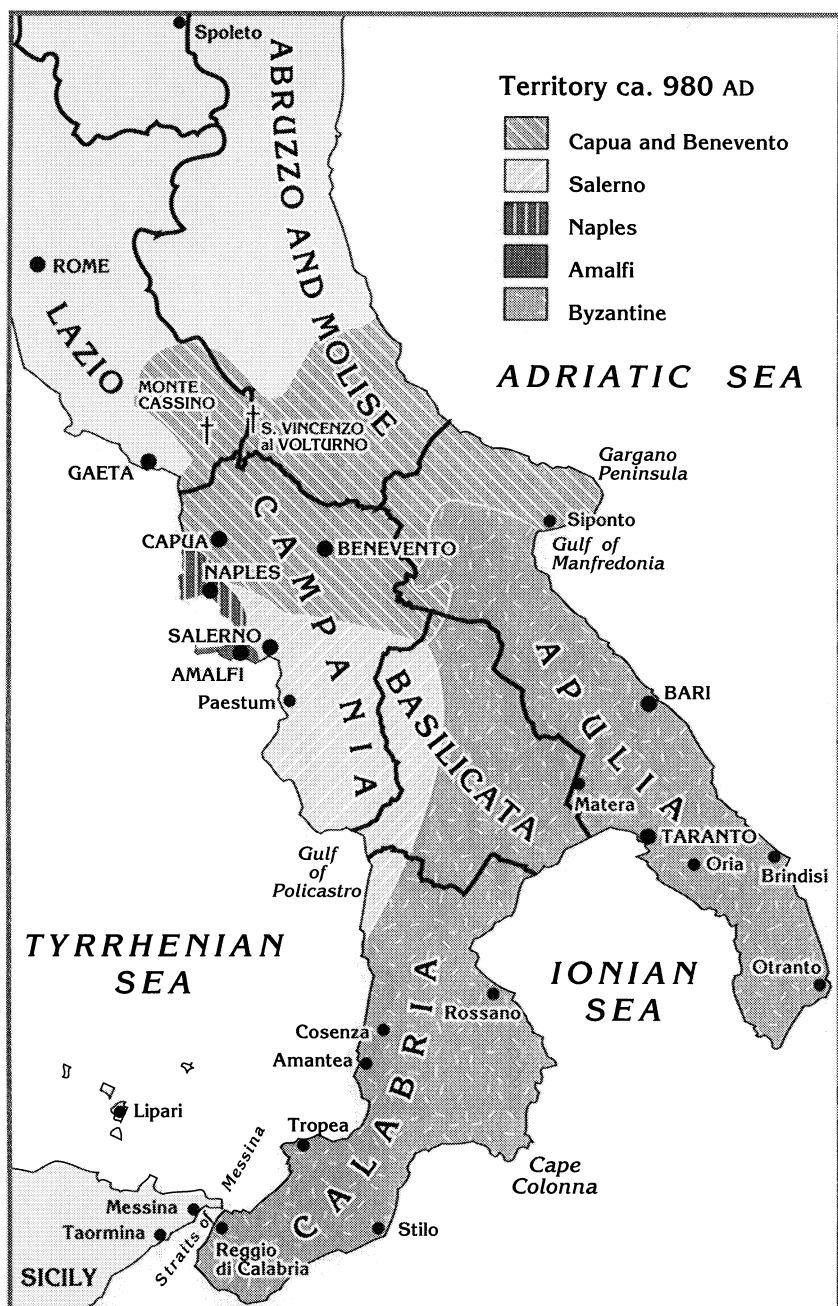 Spoleto
ABRUZZO AND MOLISE
Territory ca. 980 AD
Capua and Benevento
Salerno
Naples
Amalfi
Byzantine
ROME
LAZIO
ADRIATIC SEA
MONTE
CASSINO
S. VINCENZO
al VOLTURNO
GAETA
Gargano
Peninsula
Siponto
Gulf of
Manfredonia
CAPUA
BENEVENTO
CAMPANIA
NAPLES
SALERNO
AMALFI
Paestum
BASILICATA
APULIA
BARI
Matera
TARANTO
Oria
Brindisi
Gulf
of
Policastro
TYRRHENIAN
SEA
IONIAN
SEA
Otranto
Rossano
Cosenza
Amantea
CALABRIA
Lipari
Tropea
Cape
Colonna
Messina
Taormina
Straits of Messina
Reggio
di Calabria
Stilo
SICILY